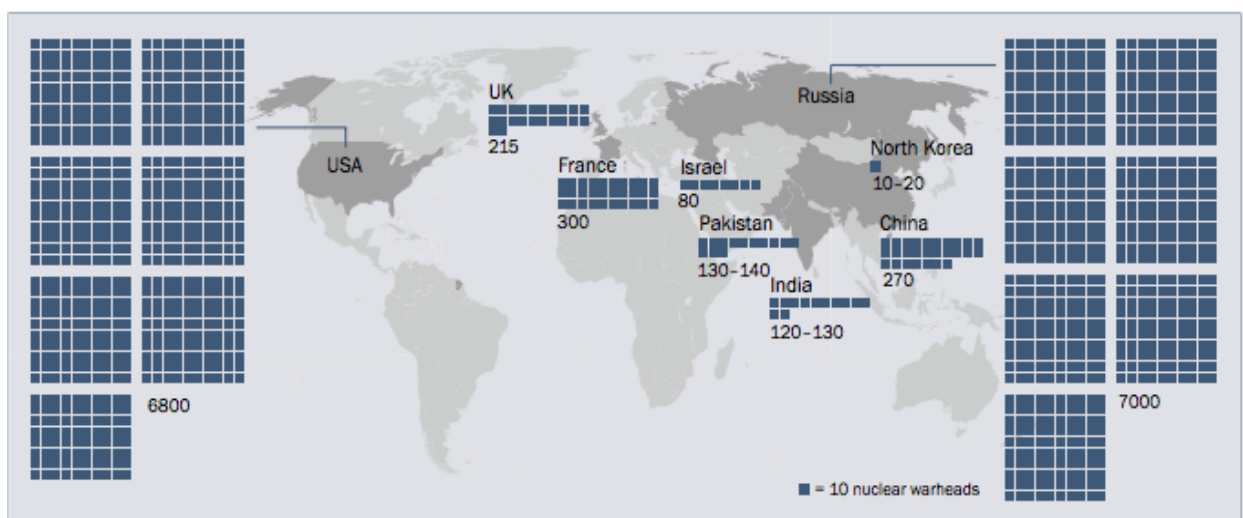 UK
215
USA
6800
France
300
Israel
80
Pakistan
130–140
India
120–130
Russia
North Korea
10–20
China
270
7000
= 10 nuclear warheads